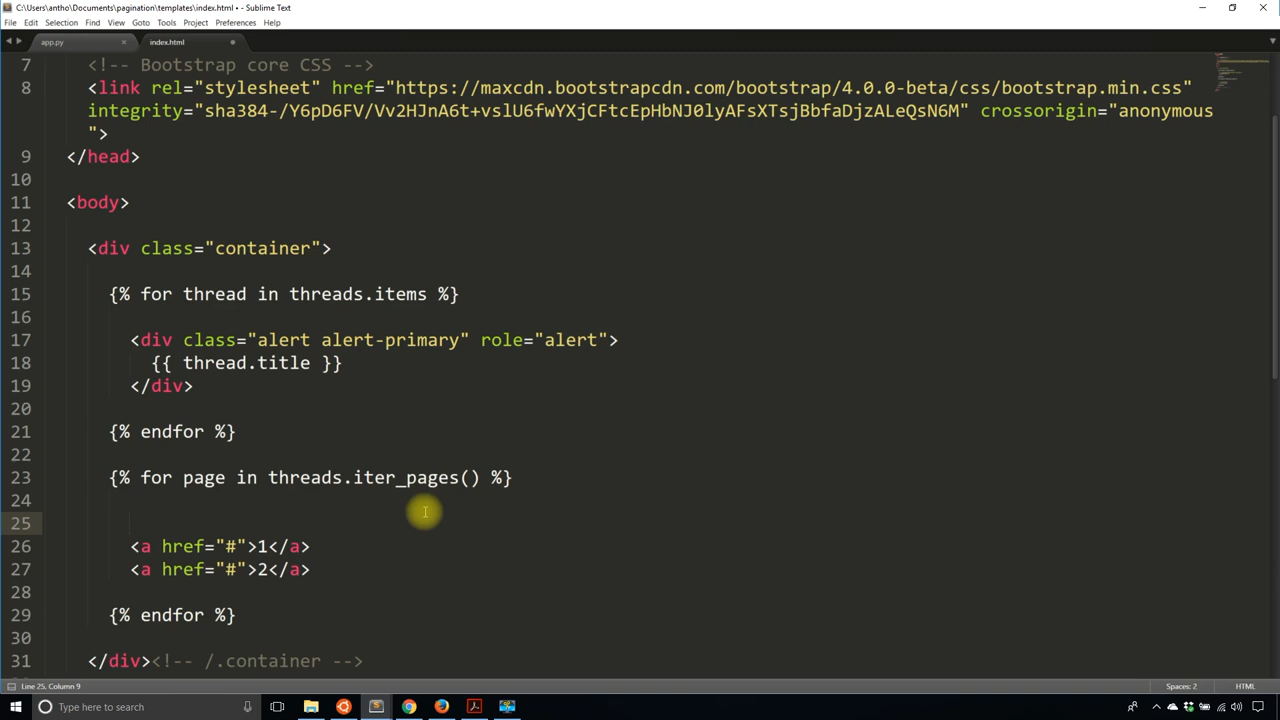 C:\Users\antho\Documents\pagination\templates\index.html • - Sublime Text
File Edit Selection Find View Goto Tools Project Preferences Help
app.py × index.html
7 <!-- Bootstrap core CSS -->
8 <link rel="stylesheet" href="https://maxcdn.bootstrapcdn.com/bootstrap/4.0.0-beta/css/bootstrap.min.css"
integrity="sha384-/Y6pD6FV/Vv2HJnA6t+vslU6fwYXjCFtcEpHbNJ0lyAFsXTsjBbfaDjzALeQsN6M" crossorigin="anonymous
">
9 </head>
10
11 <body>
12
13 <div class="container">
14
15 {% for thread in threads.items %}
16
17 <div class="alert alert-primary" role="alert">
18 {{ thread.title }}
19 </div>
20
21 {% endfor %}
22
23 {% for page in threads.iter_pages() %}
24
25
26 <a href="#">1</a>
27 <a href="#">2</a>
28
29 {% endfor %}
30
31 </div><!-- /.container -->
Line 25, Column 9 Spaces: 2 HTML
Type here to search